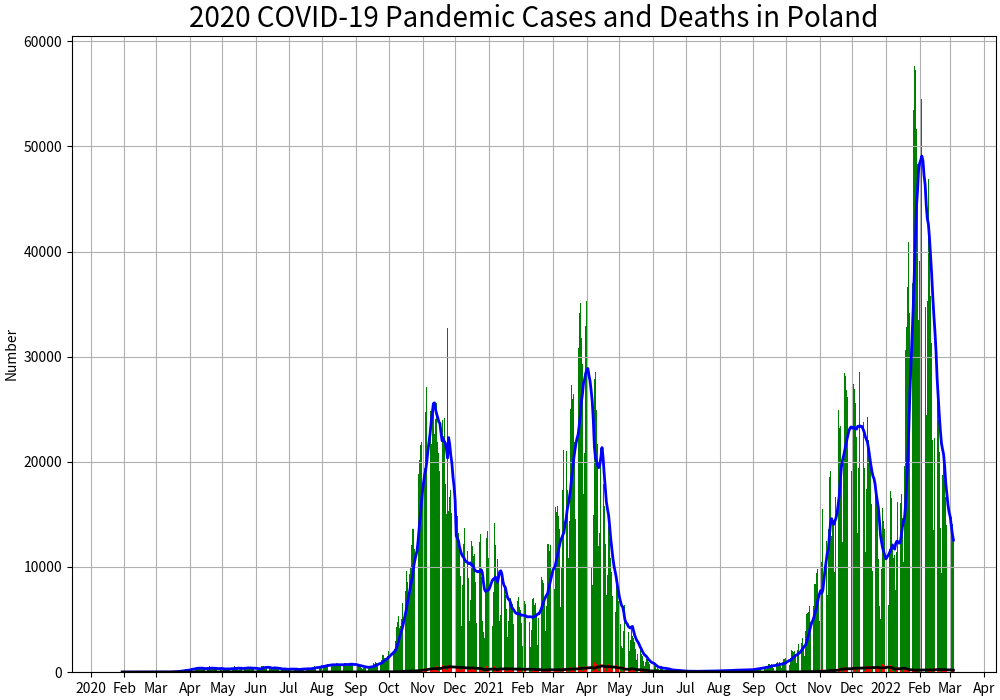 2020 COVID-19 Pandemic Cases and Deaths in Poland
60000
50000
40000
30000
20000
10000
0
Number
2020 Feb Mar Apr May Jun Jul Aug Sep Oct Nov Dec 2021 Feb Mar Apr May Jun Jul Aug Sep Oct Nov Dec 2022 Feb Mar Apr